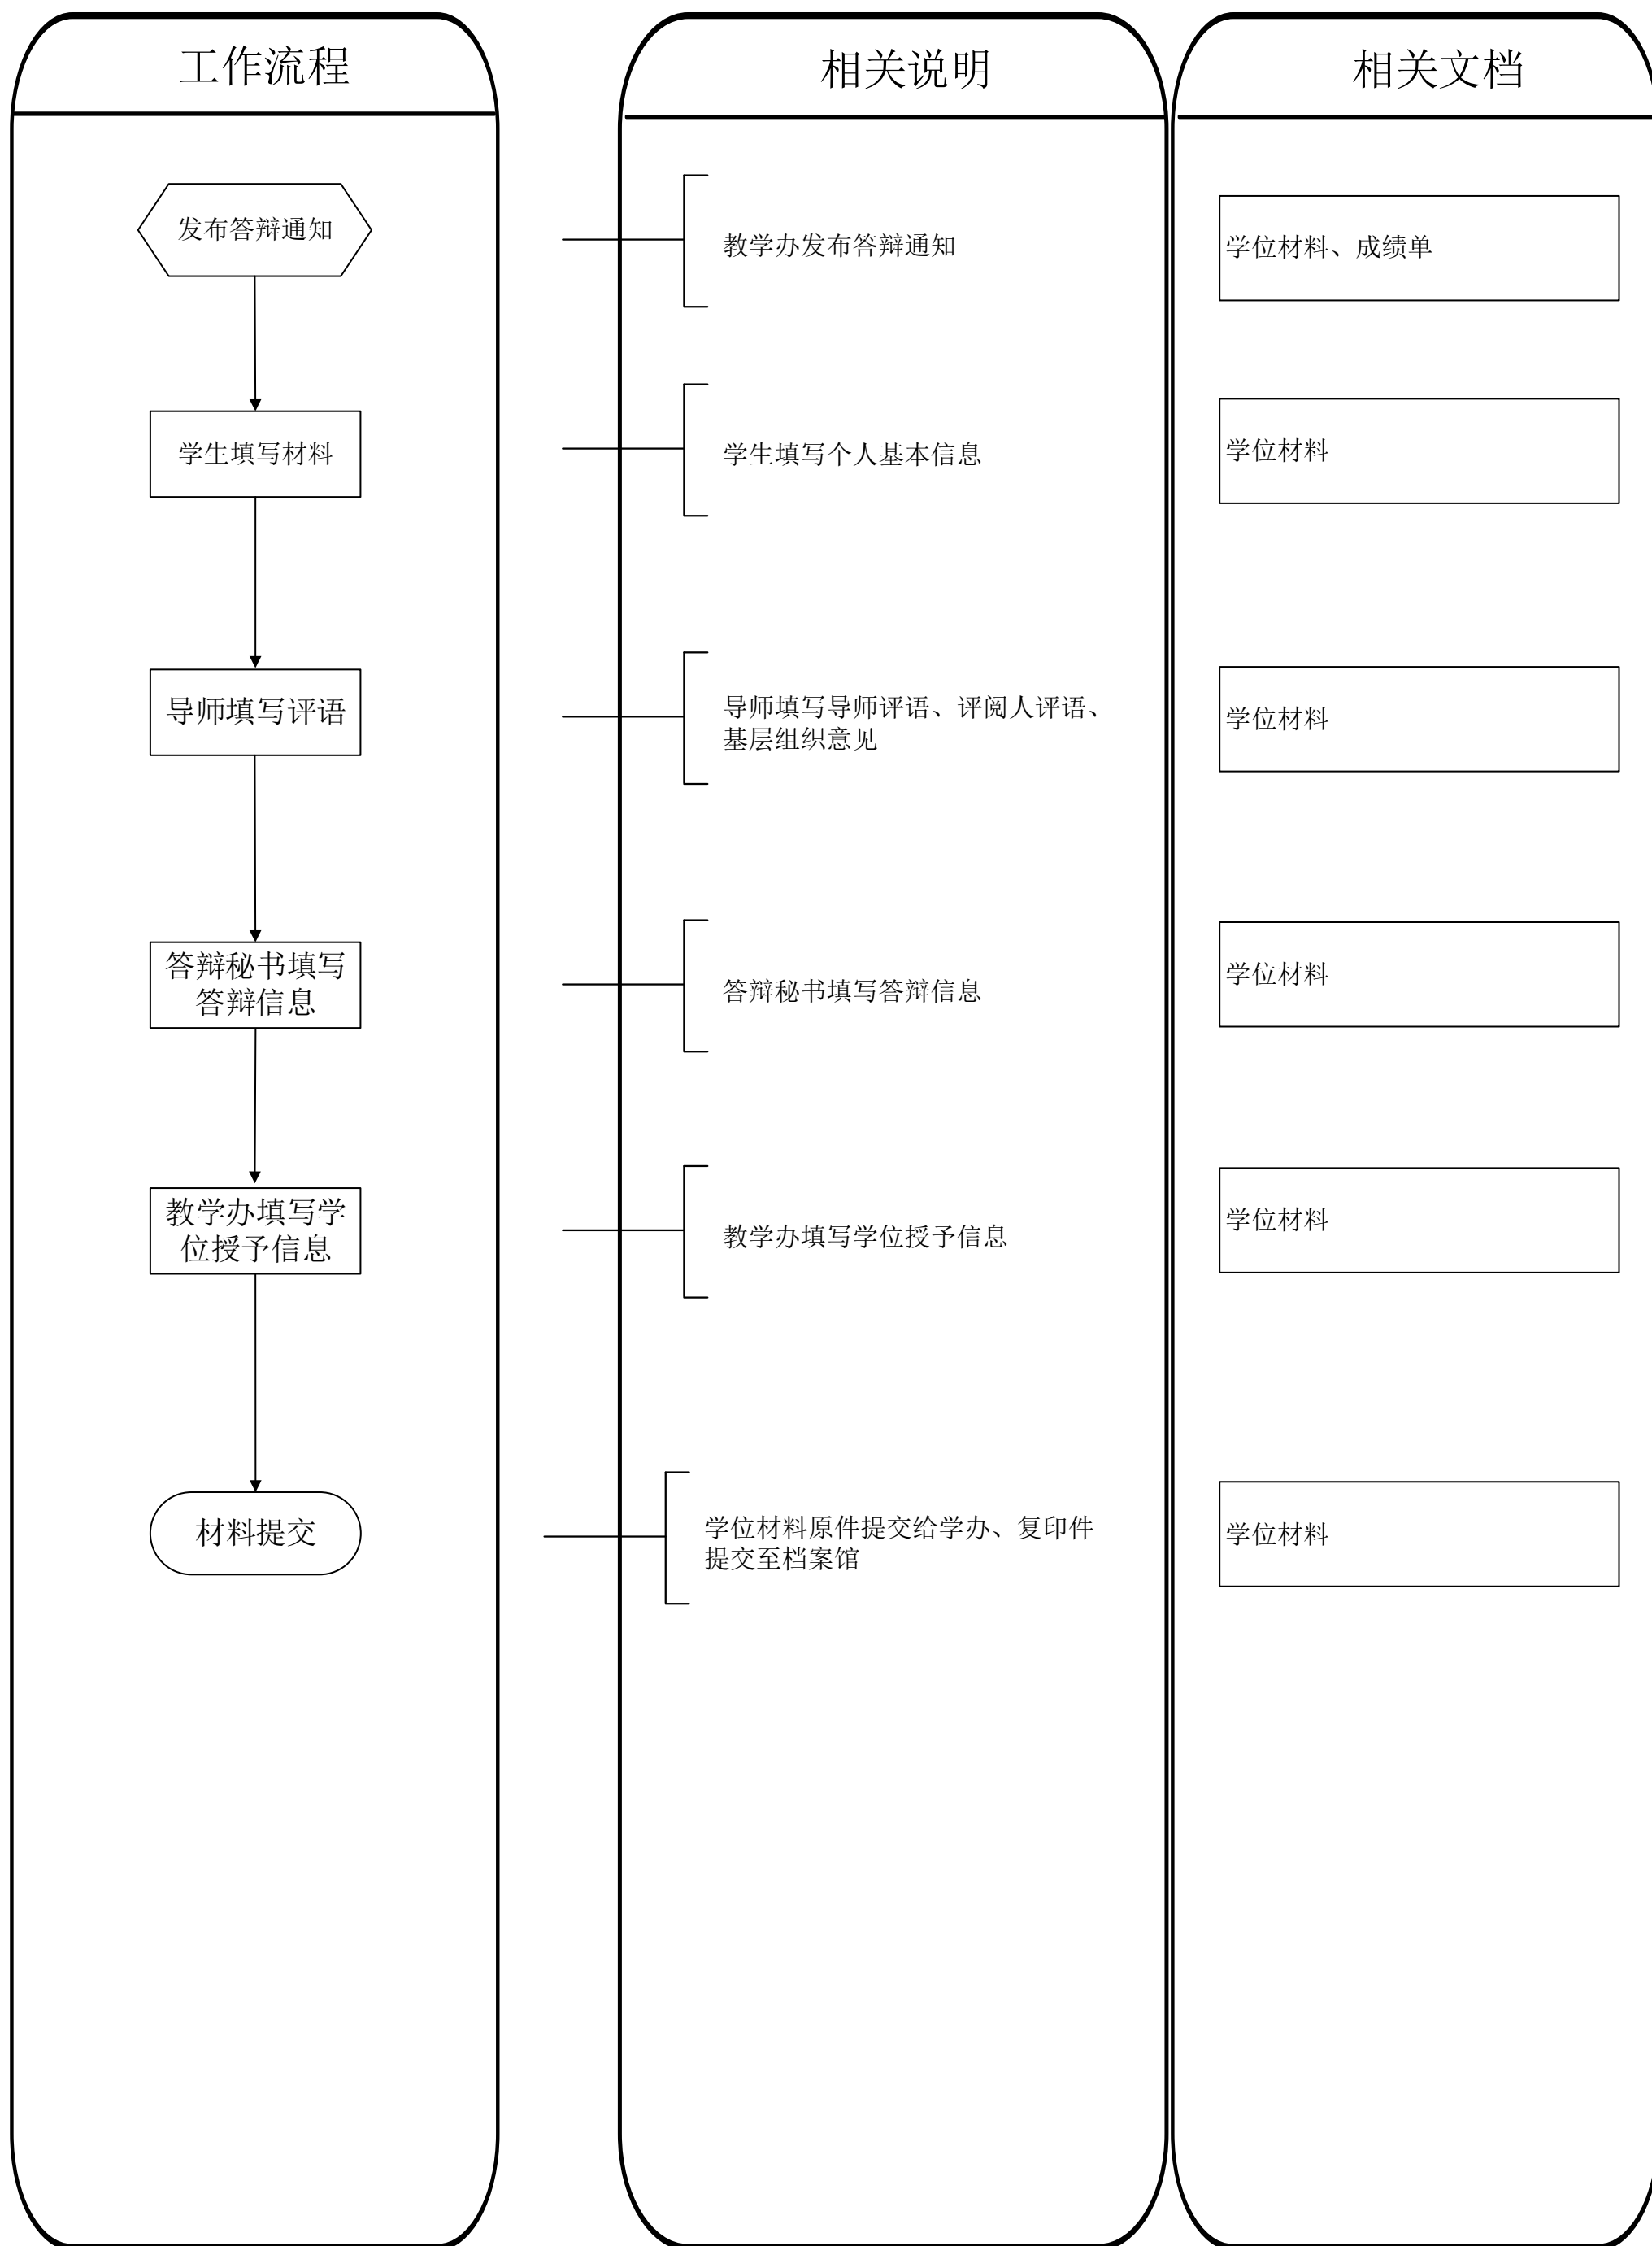 工作流程
相关说明
相关文档
发布答辩通知
教学办发布答辩通知
学位材料、成绩单
学生填写材料
学生填写个人基本信息
学位材料
导师填写评语
导师填写导师评语、评阅人评语、
基层组织意见
学位材料
答辩秘书填写
答辩信息
答辩秘书填写答辩信息
学位材料
教学办填写学
位授予信息
教学办填写学位授予信息
学位材料
材料提交
学位材料原件提交给学办、复印件
提交至档案馆
学位材料